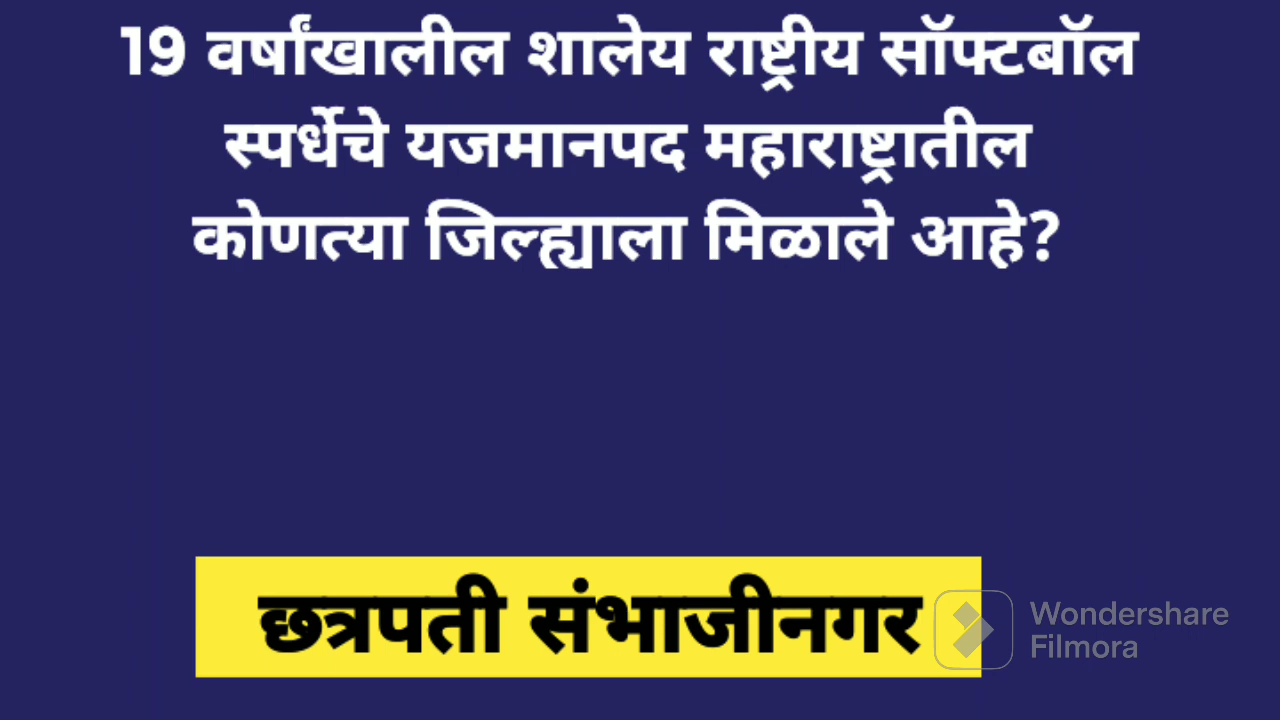 19 वर्षांखालील शालेय राष्ट्रीय सॉफ्टबॉल
स्पर्धेचे यजमानपद महाराष्ट्रातील
कोणत्या जिल्ह्याला मिळाले आहे?
छत्रपती संभाजीनगर
Wondershare
Filmora